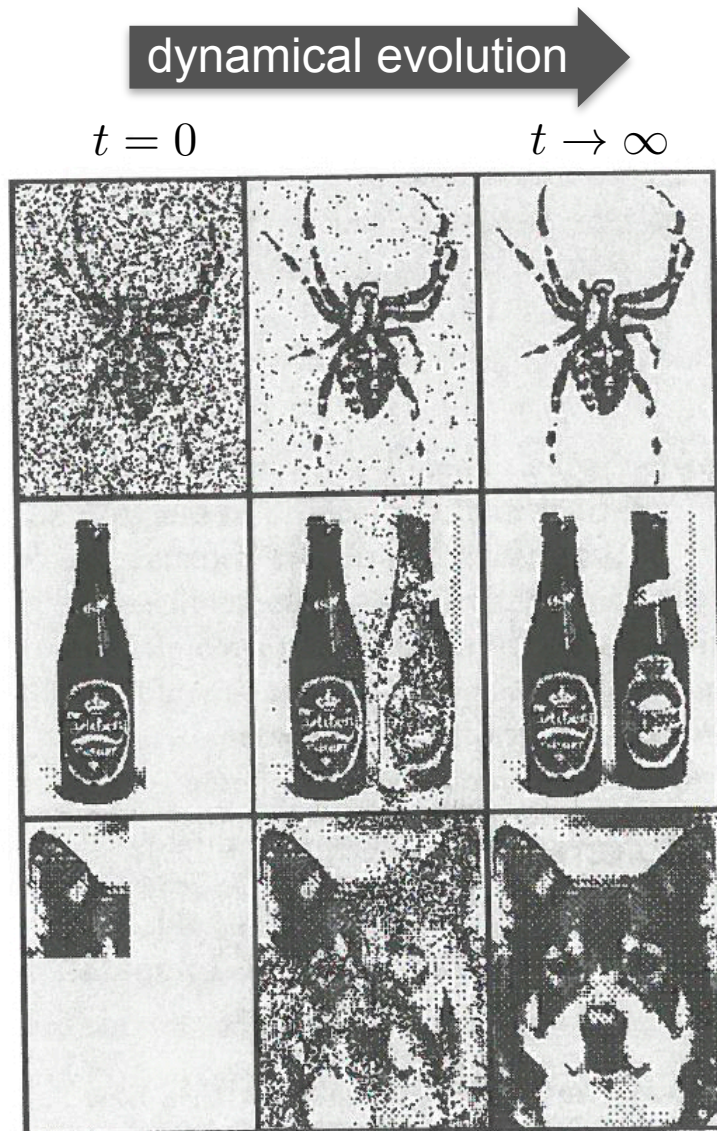 dynamical evolution
t = 0
t → ∞